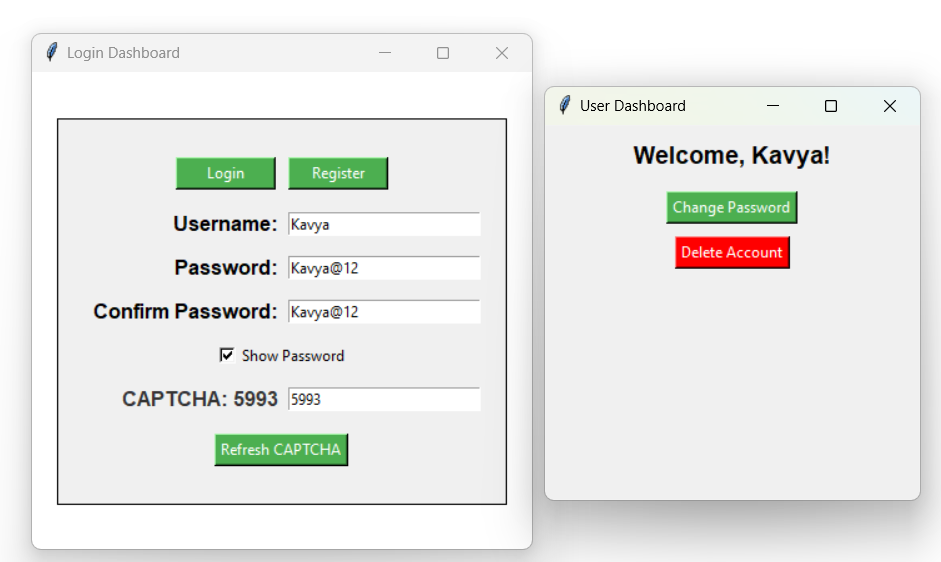 Login Dashboard
Login Register
Username: Kavya
Password: Kavya@12
Confirm Password: Kavya@12
Show Password
CAPTCHA: 5993 5993
Refresh CAPTCHA
User Dashboard
Welcome, Kavya!
Change Password
Delete Account